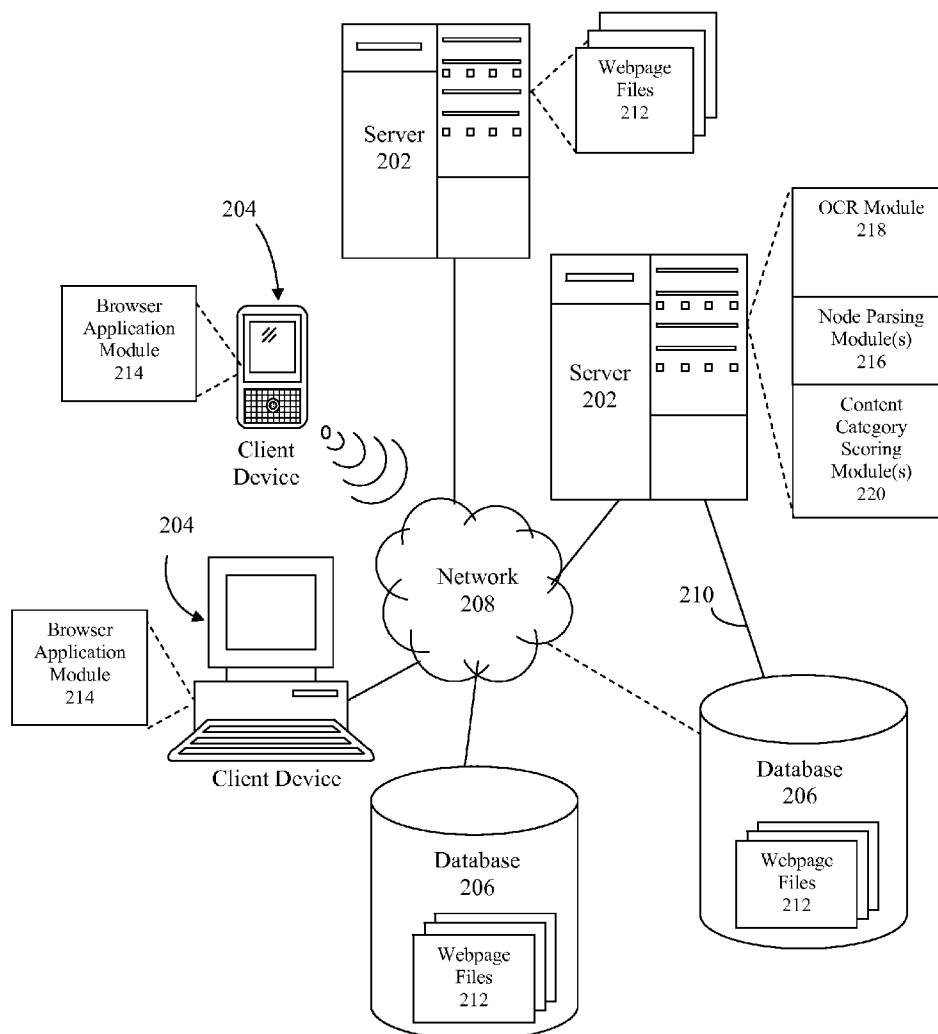 Webpage
Files
212
Server
202
OCR Module
218
Node Parsing
Module(s)
216
Content
Category
Scoring
Module(s)
220
Server
202
204
Browser
Application
Module
214
Client
Device
204
Network
208
210
Browser
Application
Module
214
Client Device
Database
206
Webpage
Files
212
Database
206
Webpage
Files
212